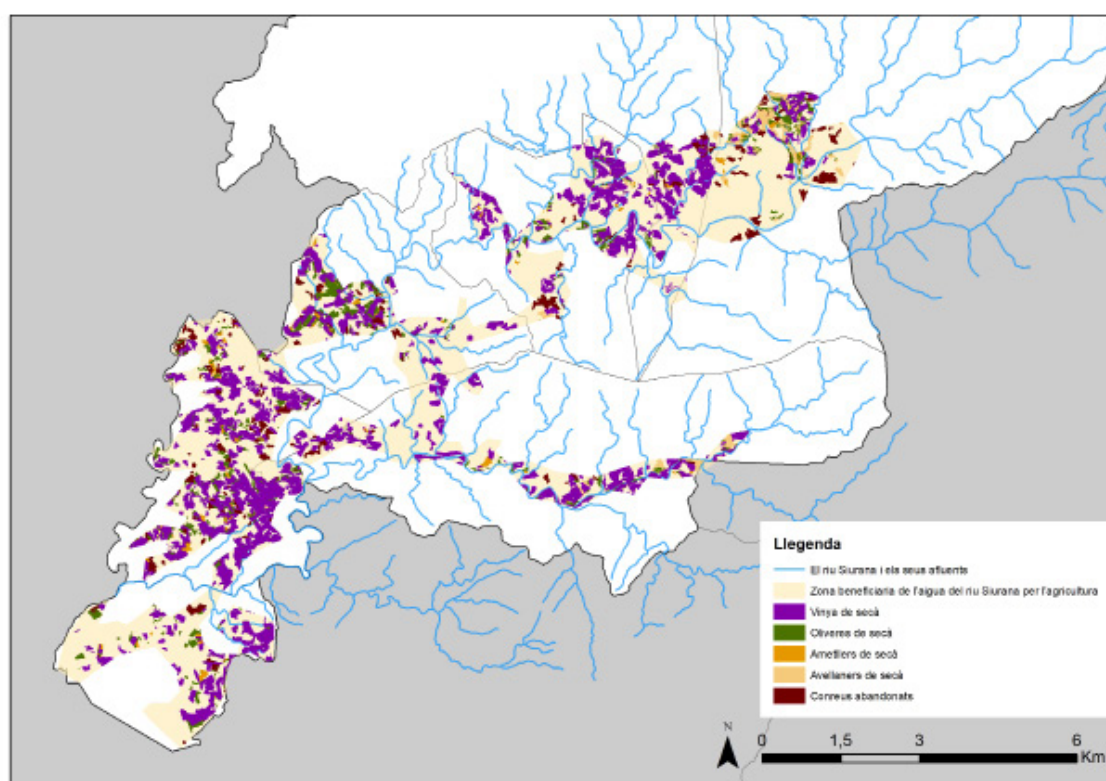 Llegenda
El riu Siurana i els seus afluents
Zona beneficiaria de l'aigua del riu Siurana per l'agricultura
Vinya de secà
Oliveres de secà
Ametllers de secà
Avellaners de secà
Conreus abandonats
N
0 1,5 3 6
Km